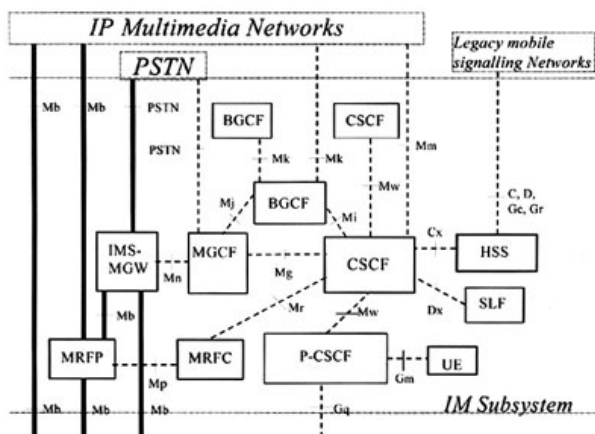 IP Multimedia Networks
Legacy mobile
signalling Networks
PSTN
Mb
Mb
PSTN
PSTN
BGCF
CSCF
Mk
Mk
Mm
Mw
C, D,
Gc, Gr
BGCF
Mj
Mi
Cx
IMS-
MGW
MGCF
CSCF
HSS
Mn
Mg
SLF
Mb
Mr
Mw
Dx
MRFP
MRFC
P-CSCF
UE
Mp
Gm
Mb
Mb
Mb
Gq
IM Subsystem